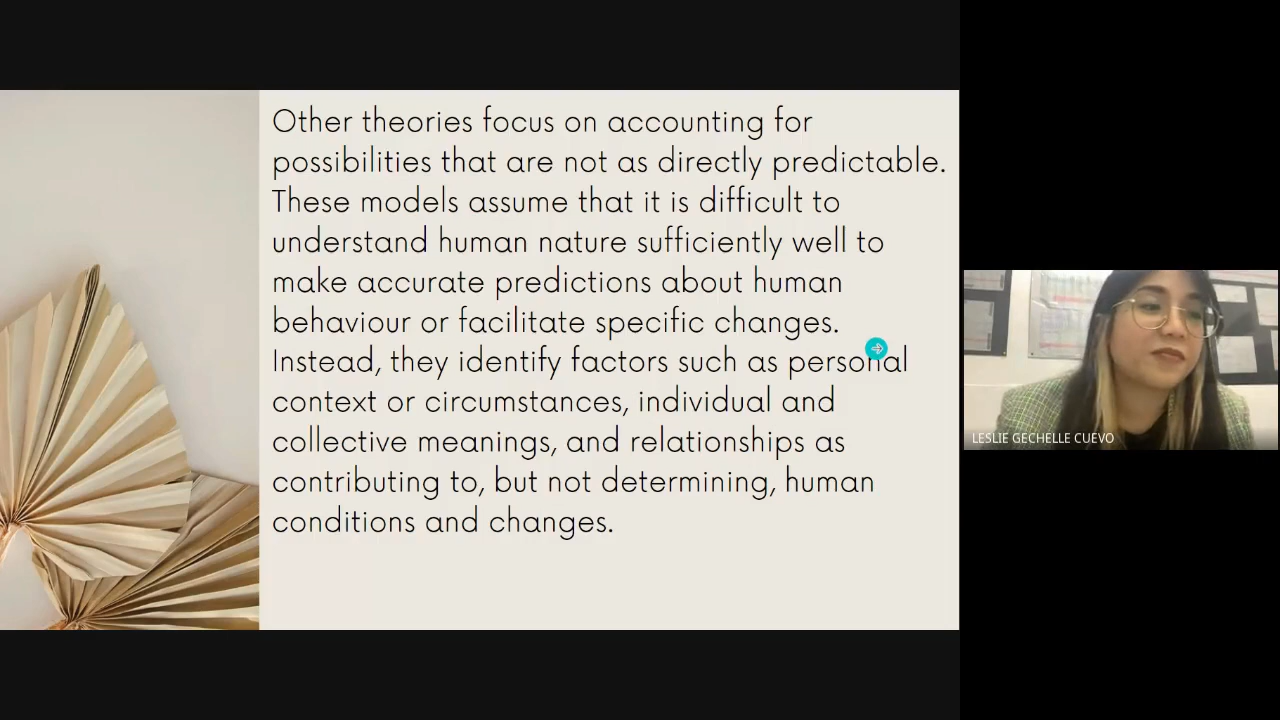 Other theories focus on accounting for
possibilities that are not as directly predictable.
These models assume that it is difficult to
understand human nature sufficiently well to
make accurate predictions about human
behaviour or facilitate specific changes.
Instead, they identify factors such as personal
context or circumstances, individual and
collective meanings, and relationships as
contributing to, but not determining, human
conditions and changes.
LESLIE GECHELLE CUEVO